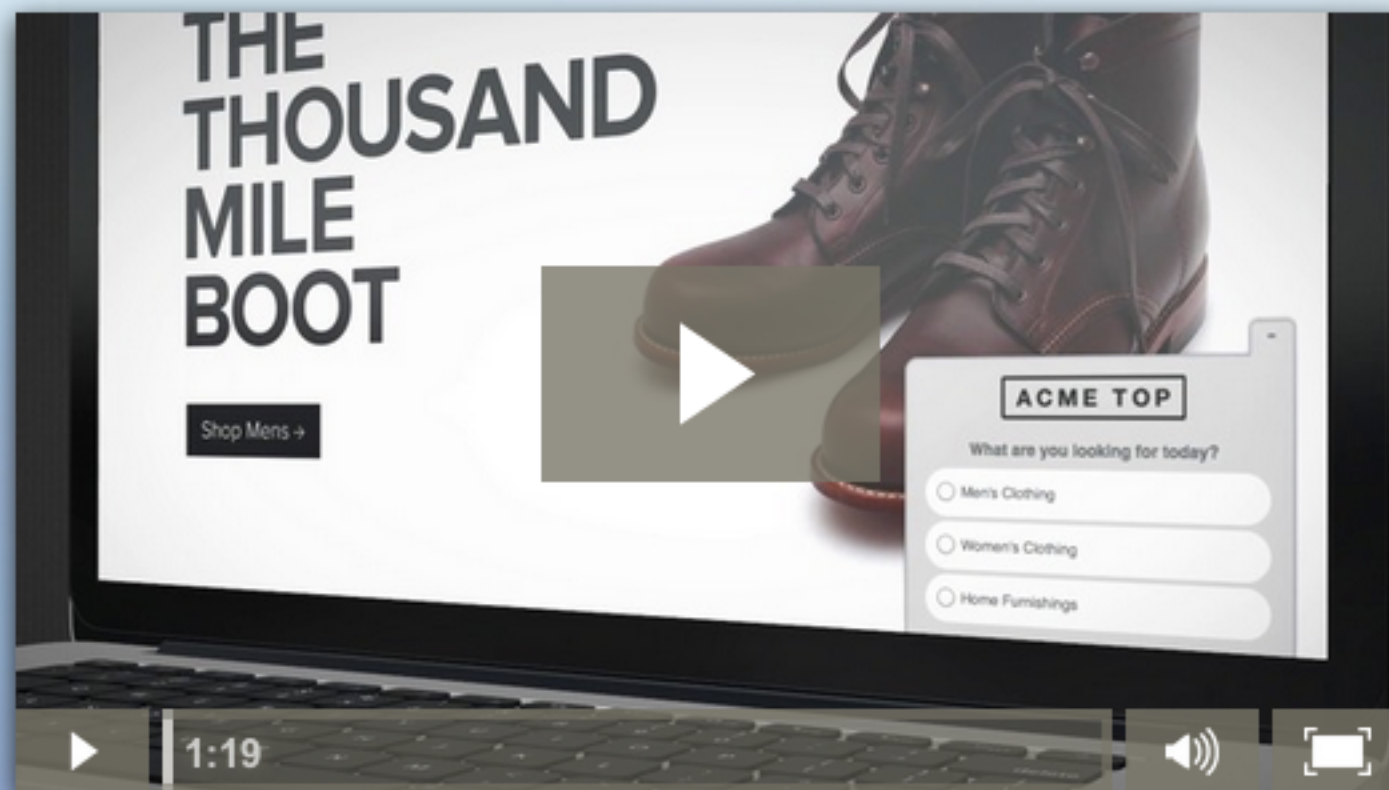 THE
THOUSAND
MILE
BOOT
Shop Mens →
ACME TOP
What are you looking for today?
Men's Clothing
Women's Clothing
Home Furnishings
1:19
delete